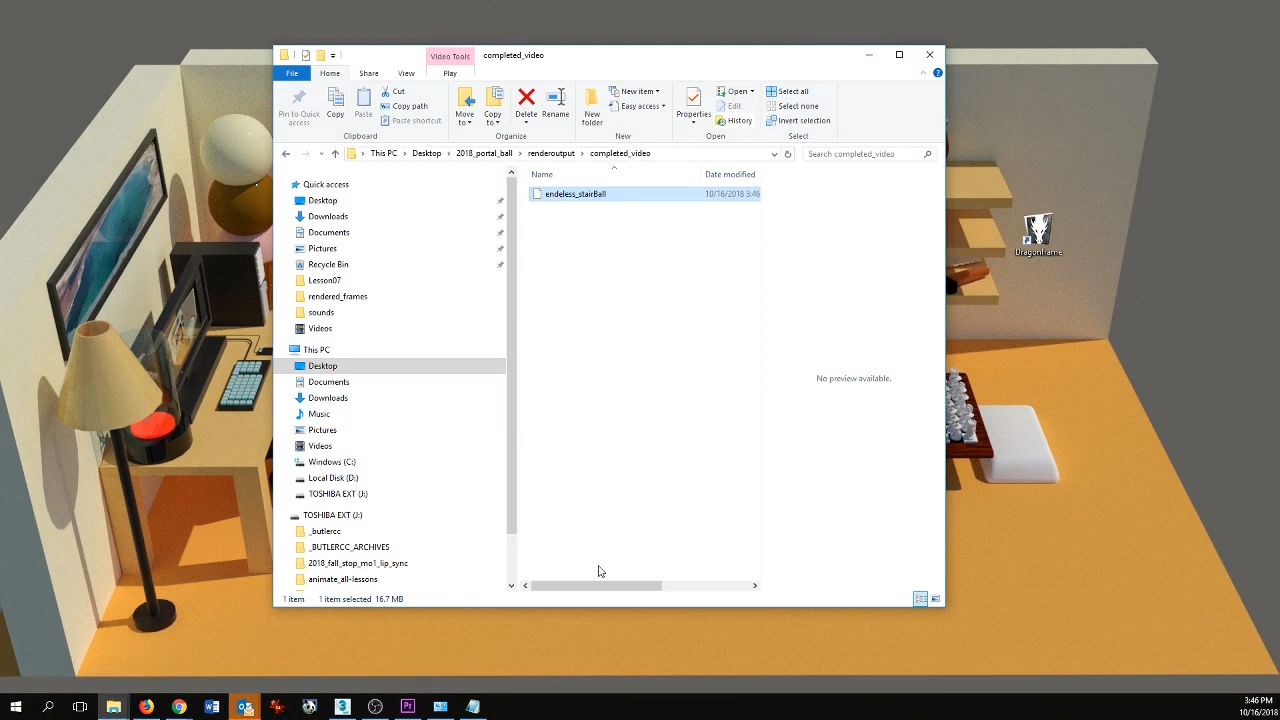 Video Tools
completed_video
File
Home
Share
View
Play
Pin to Quick access
Copy
Paste
Cut
Copy path
Paste shortcut
Clipboard
Move to
Copy to
Delete
Rename
Organize
New folder
New item
Easy access
New
Properties
Open
Edit
History
Open
Select all
Select none
Invert selection
Select
This PC
Desktop
2018_portal_ball
renderoutput
completed_video
Search completed_video
Name
Date modified
endeless_stairBall
10/16/2018 3:46
Quick access
Desktop
Downloads
Documents
Pictures
Recycle Bin
Lesson07
rendered_frames
sounds
Videos
This PC
Desktop
Documents
Downloads
Music
Pictures
Videos
Windows (C:)
Local Disk (D:)
TOSHIBA EXT (J:)
TOSHIBA EXT (J:)
_butlercc
_BUTLERCC_ARCHIVES
2018_fall_stop_mo1_lip_sync
animate_all-lessons
No preview available.
1 item
1 item selected 16.7 MB
Dragonframe
W
3
Pr
3:46 PM
10/16/2018